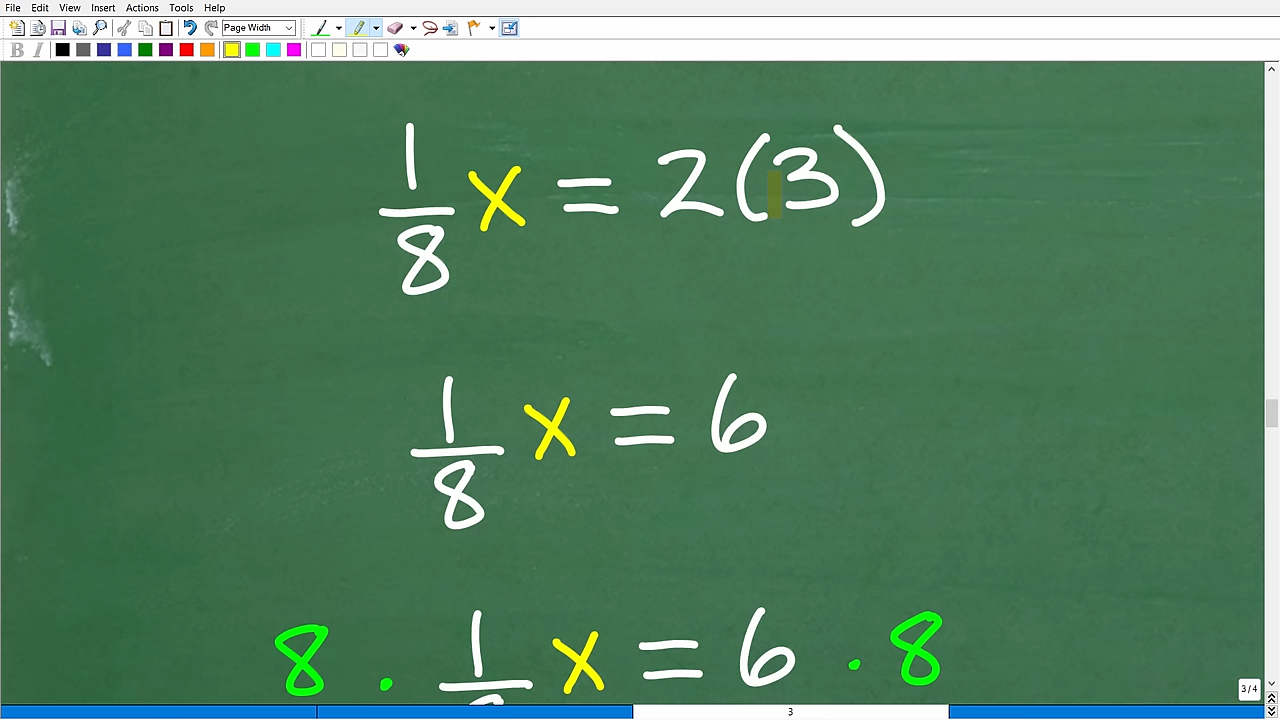 File Edit View Insert Actions Tools Help
Page Width
B I
1/8 x = 2(3)
1/8 x = 6
8 · 1/8 x = 6 · 8
3/4
3